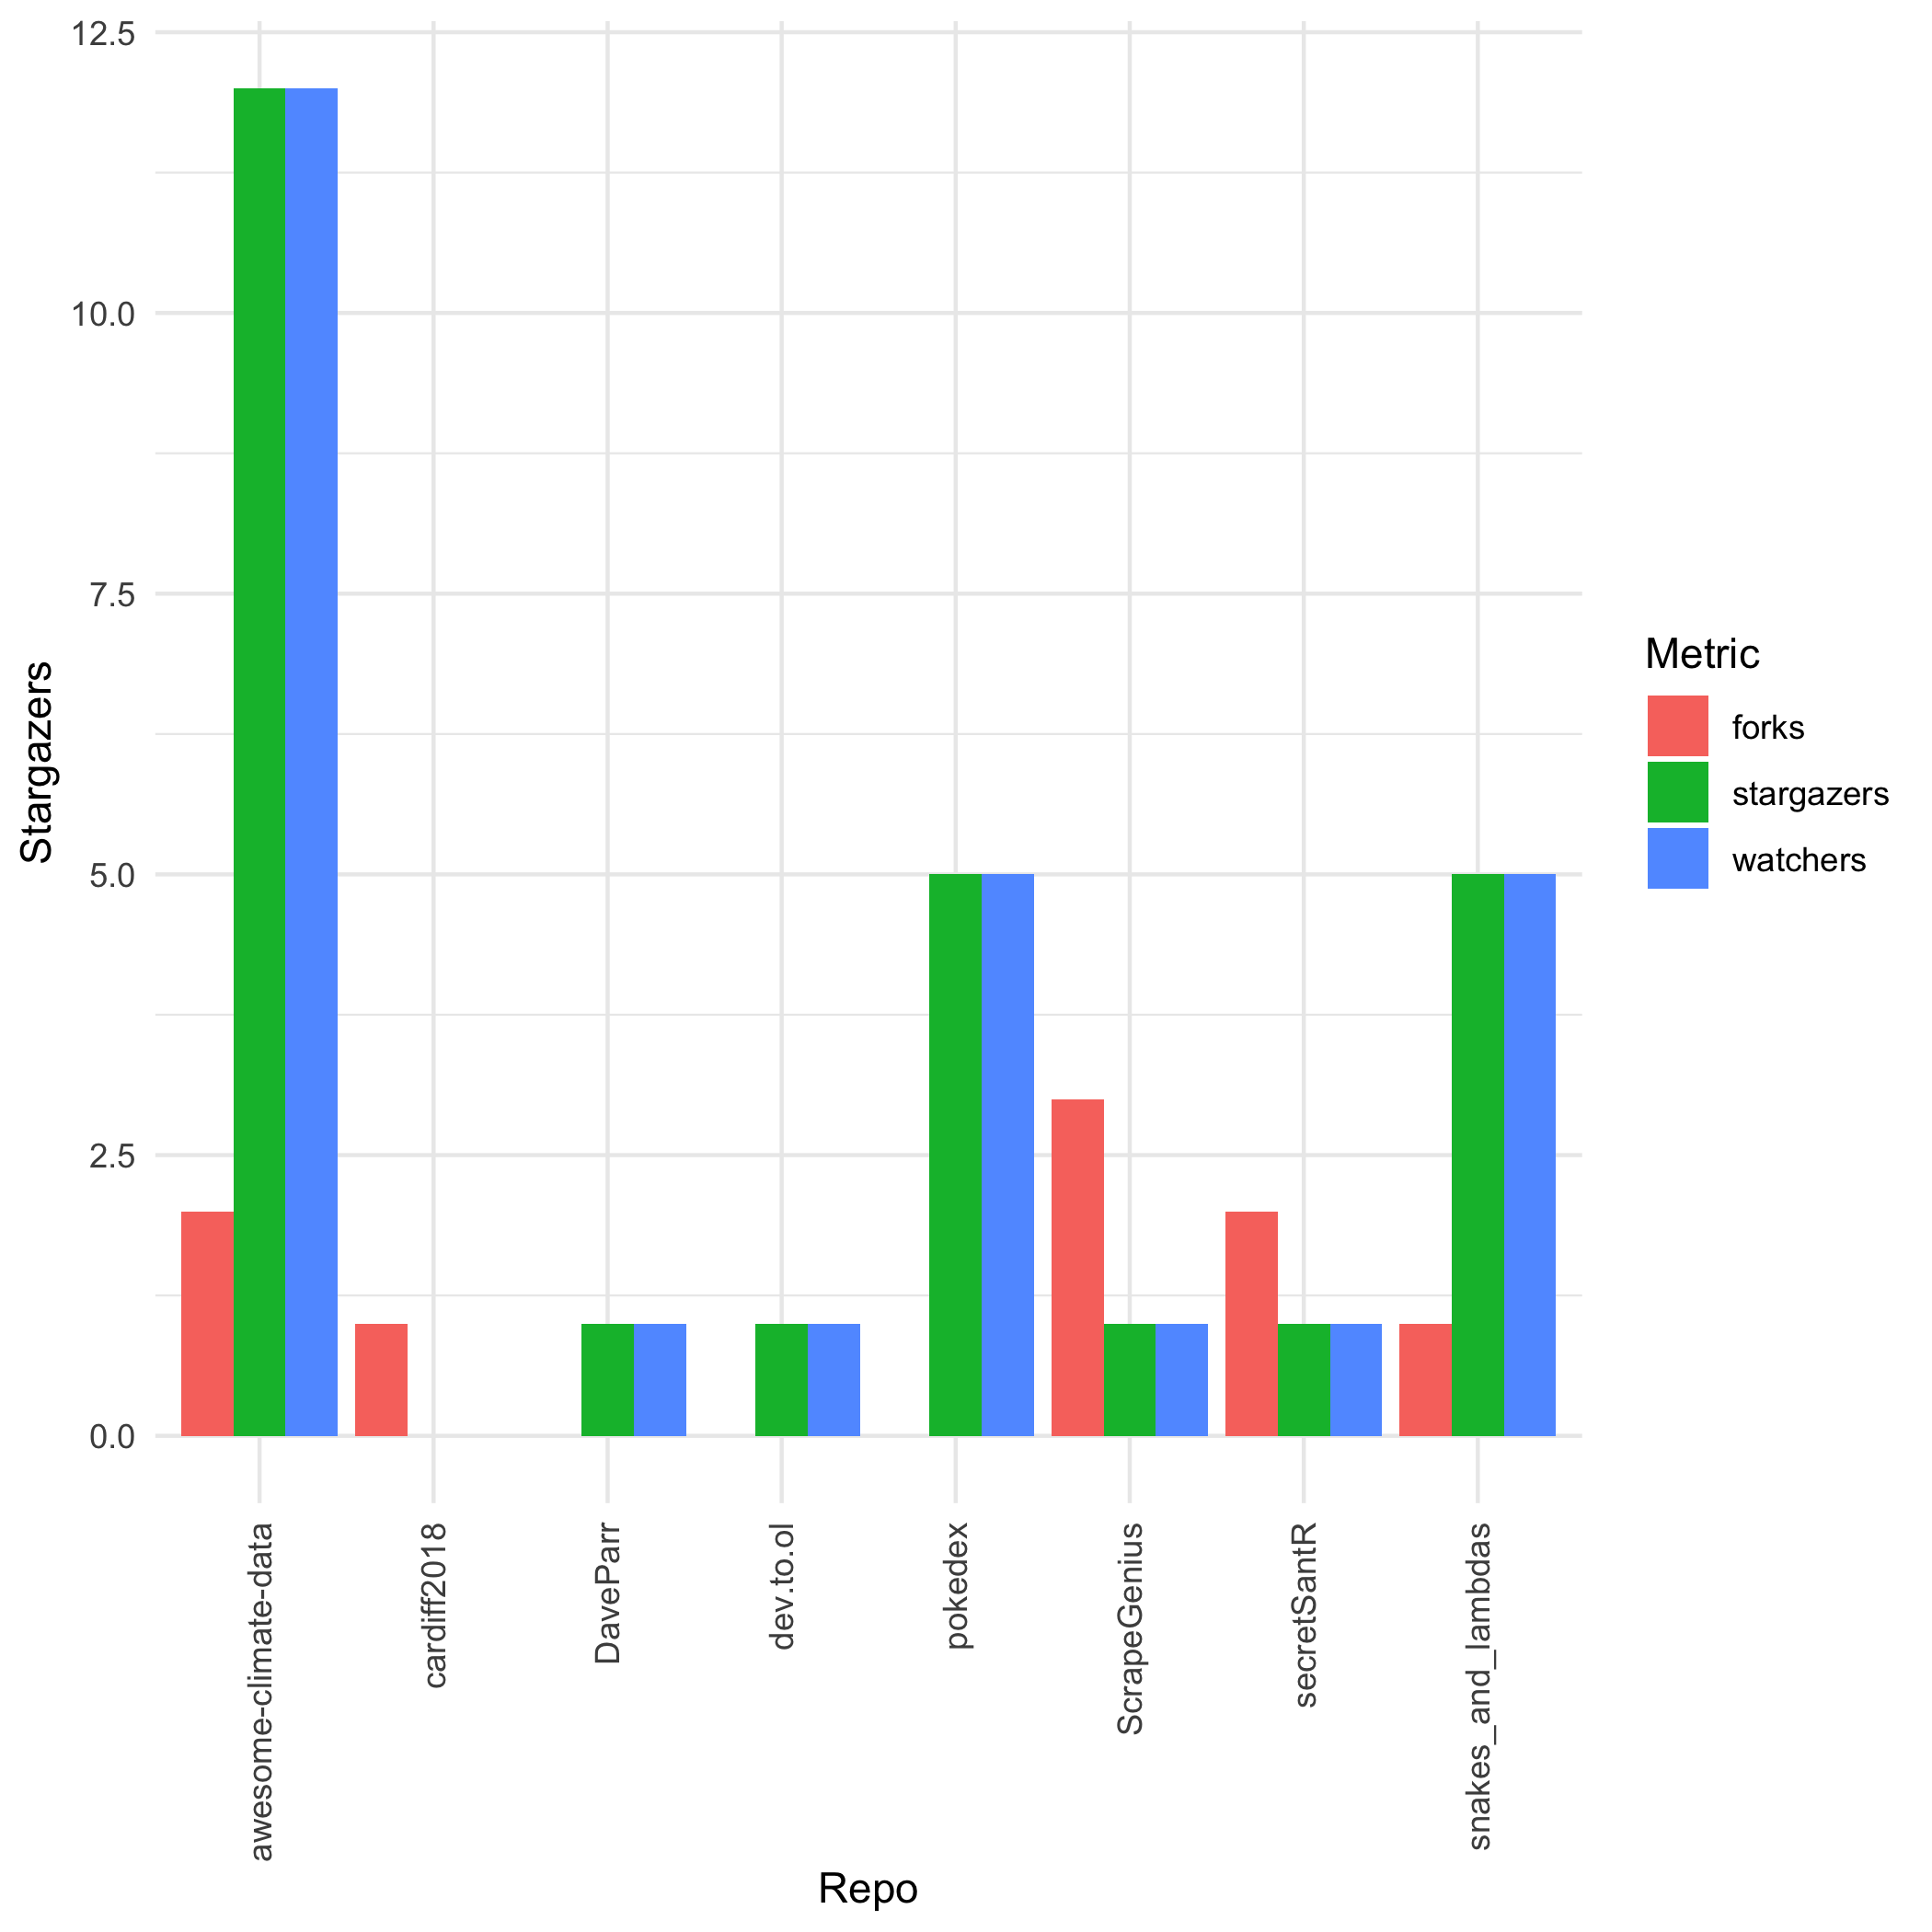 12.5
10.0
7.5
5.0
2.5
0.0
Stargazers
awesome-climate-data
cardiff2018
DaveParr
dev.to.ol
pokedex
ScrapeGenius
secretSantR
snakes_and_lambdas
Repo
Metric
forks
stargazers
watchers